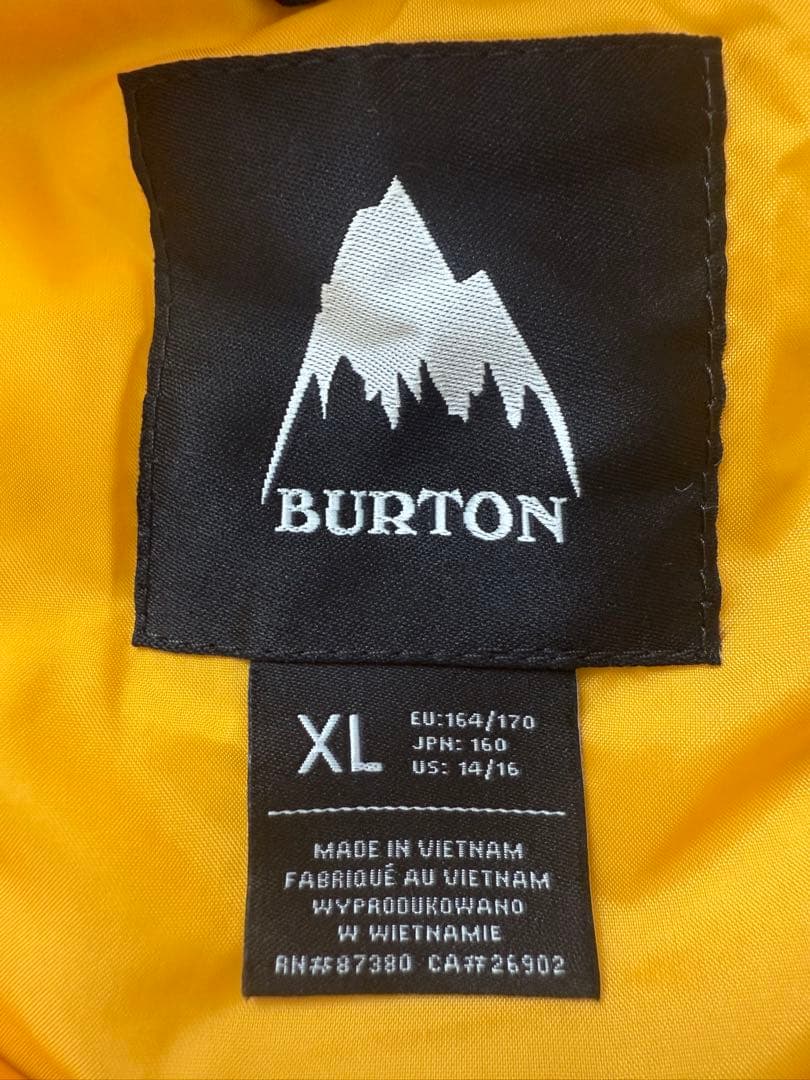 BURTON
XL
EU:164/170
JPN: 160
US: 14/16
MADE IN VIETNAM
FABRIQUÉ AU VIETNAM
WYPRODUKOWANO
W WIETNAMIE
RN#87380 CA#26902